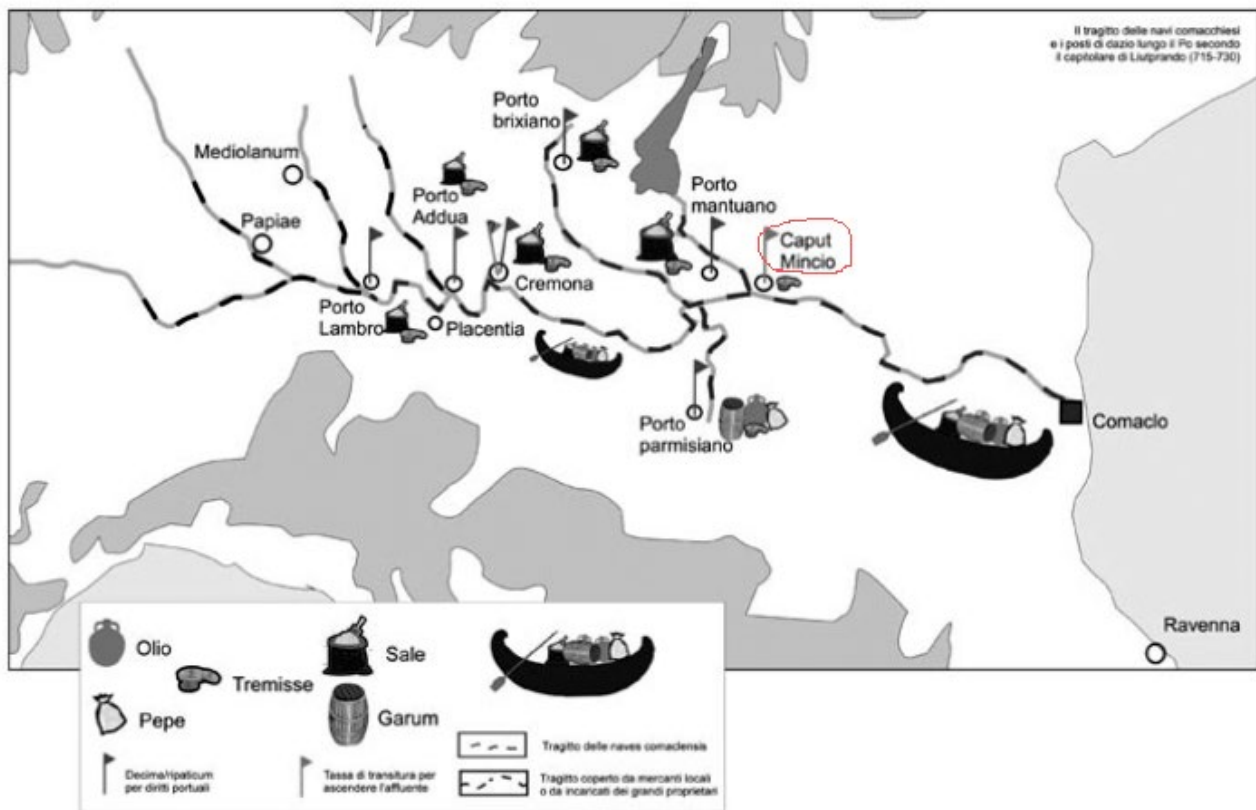 Il tragitto delle navi comacchiesi
e i posti di dazio lungo il Po secondo
il capitolare di Liutprando (715-730)
Porto
brixiano
Mediolanum
Porto
Addua
Porto
mantuano
Papiae
Caput
Mincio
Cremona
Porto
Lambro
Placentia
Porto
parmisiano
Comaclo
Ravenna
Olio
Sale
Tremisse
Pepe
Garum
Decima/ripaticum
per diritti portuali
Tassa di transitura per
ascendere l'affluente
Tragitto delle naves comaclensis
Tragitto coperto da mercanti locali
o da incaricati dei grandi proprietari